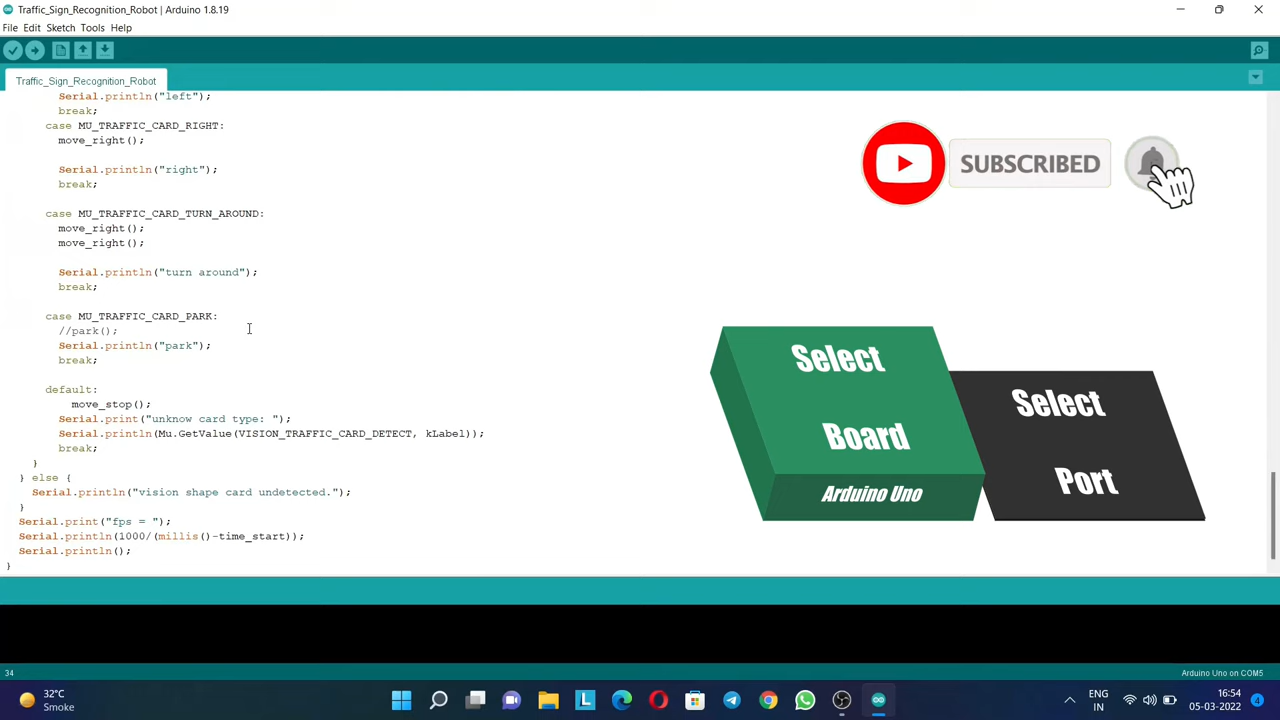 Traffic_Sign_Recognition_Robot | Arduino 1.8.19
File Edit Sketch Tools Help
Traffic_Sign_Recognition_Robot
Serial.println("left");
break;
case MU_TRAFFIC_CARD_RIGHT:
move_right();
Serial.println("right");
break;
case MU_TRAFFIC_CARD_TURN_AROUND:
move_right();
move_right();
Serial.println("turn around");
break;
case MU_TRAFFIC_CARD_PARK:
//park();
Serial.println("park");
break;
default:
move_stop();
Serial.print("unknow card type: ");
Serial.println(Mu.GetValue(VISION_TRAFFIC_CARD_DETECT, kLabel));
break;
}
} else {
Serial.println("vision shape card undetected.");
}
Serial.print("fps = ");
Serial.println(1000/(millis()-time_start));
Serial.println();
}
SUBSCRIBED
Select
Board
Arduino Uno
Select
Port
34
Arduino Uno on COM5
32°C
Smoke
ENG
IN
16:54
05-03-2022
4